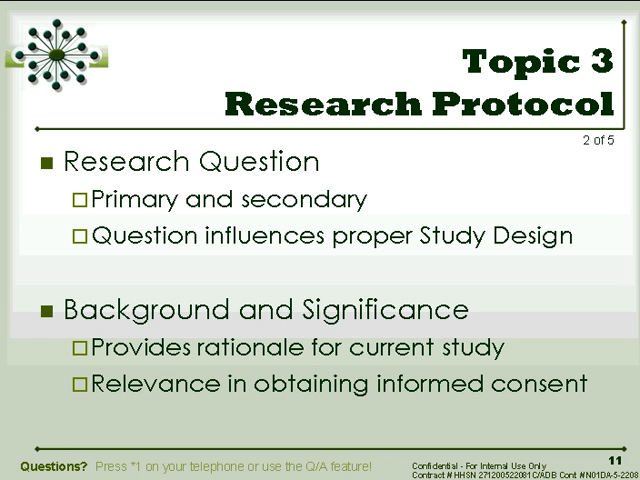 Topic 3
Research Protocol
2 of 5
Research Question
Primary and secondary
Question influences proper Study Design
Background and Significance
Provides rationale for current study
Relevance in obtaining informed consent
11
Questions? Press *1 on your telephone or use the Q/A feature!
Confidential - For Internal Use Only
Contract # HHSN 271200522081C/ADB Cont #N01DA-5-2208